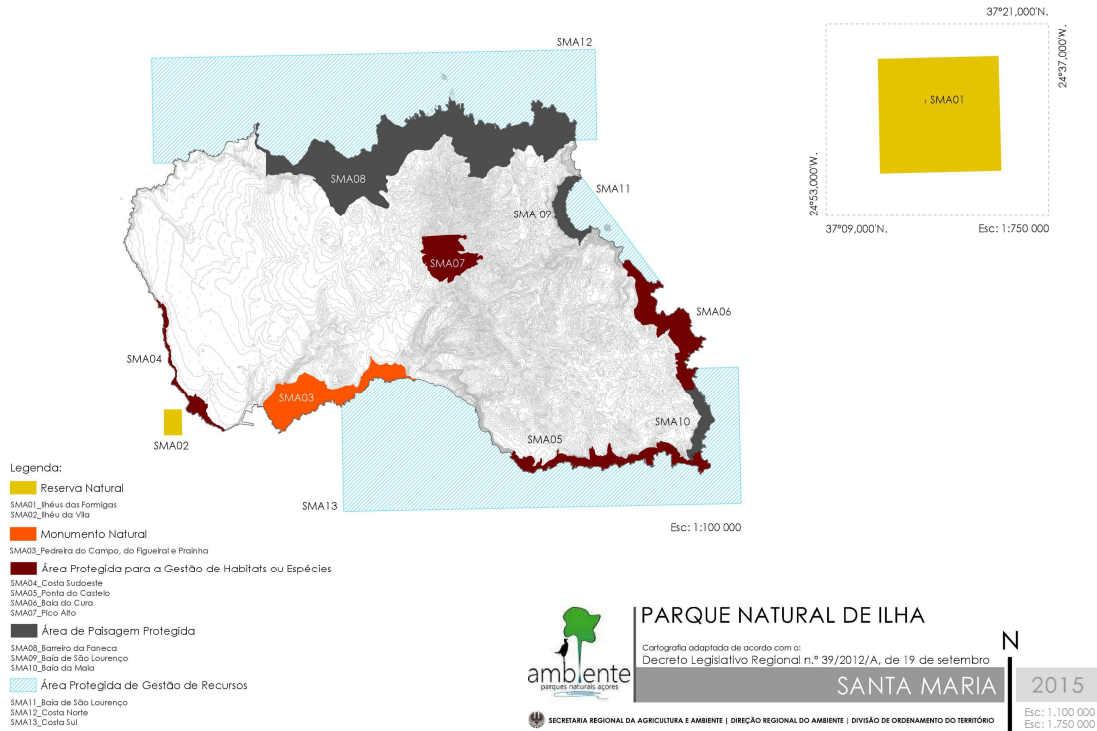 SMA12
37°21,000'N.
24°37,000'W.
SMA01
24°53,000'W.
37°09,000'N.
Esc: 1:750 000
SMA08
SMA11
SMA 09
SMA07
SMA06
SMA04
SMA03
SMA10
SMA02
SMA05
SMA13
Esc: 1:100 000
Legenda:
Reserva Natural
SMA01_Ilhéus das Formigas
SMA02_Ilhéu da Vila
Monumento Natural
SMA03_Pedreira do Campo, do Figueiral e Prainha
Área Protegida para a Gestão de Habitats ou Espécies
SMA04_Costa Sudoeste
SMA05_Ponta do Castelo
SMA06_Baía do Cura
SMA07_Pico Alto
Área de Paisagem Protegida
SMA08_Barreiro da Faneca
SMA09_Baía de São Lourenço
SMA10_Baía da Maia
Área Protegida de Gestão de Recursos
SMA11_Baía de São Lourenço
SMA12_Costa Norte
SMA13_Costa Sul
ambiente
parques naturais açores
PARQUE NATURAL DE ILHA
Cartografia adaptada de acordo com o:
Decreto Legislativo Regional n.º 39/2012/A, de 19 de setembro
SANTA MARIA
N
2015
Esc: 1.100 000
Esc: 1.750 000
SECRETARIA REGIONAL DA AGRICULTURA E AMBIENTE | DIREÇÃO REGIONAL DO AMBIENTE | DIVISÃO DE ORDENAMENTO DO TERRITÓRIO